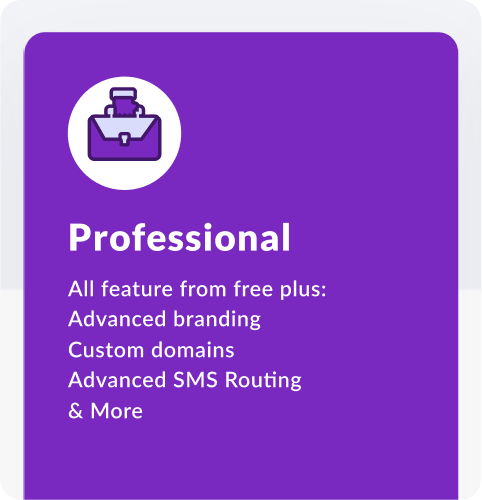 Professional
All feature from free plus:
Advanced branding
Custom domains
Advanced SMS Routing
& More